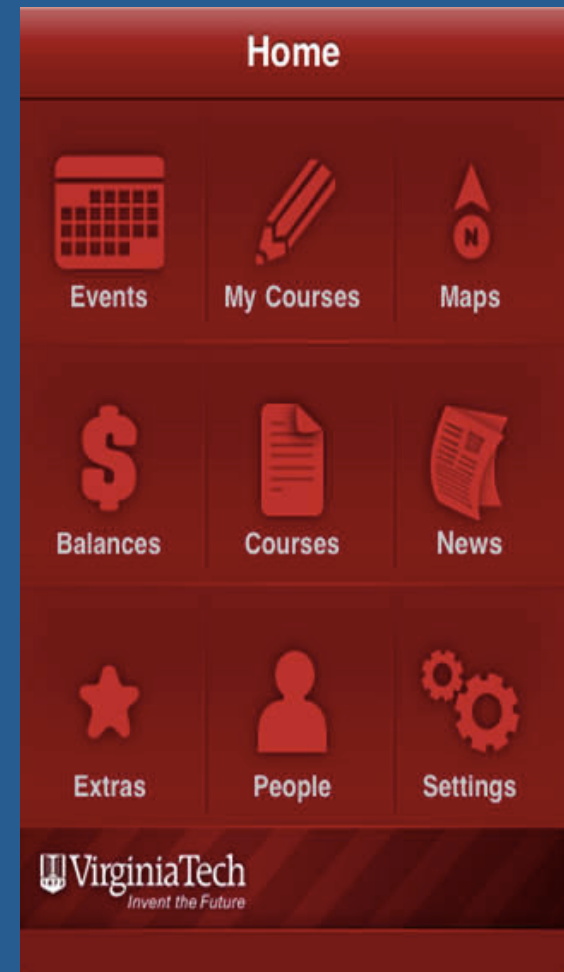 Home
Events My Courses Maps
N
Balances Courses News
Extras People Settings
VirginiaTech
Invent the Future